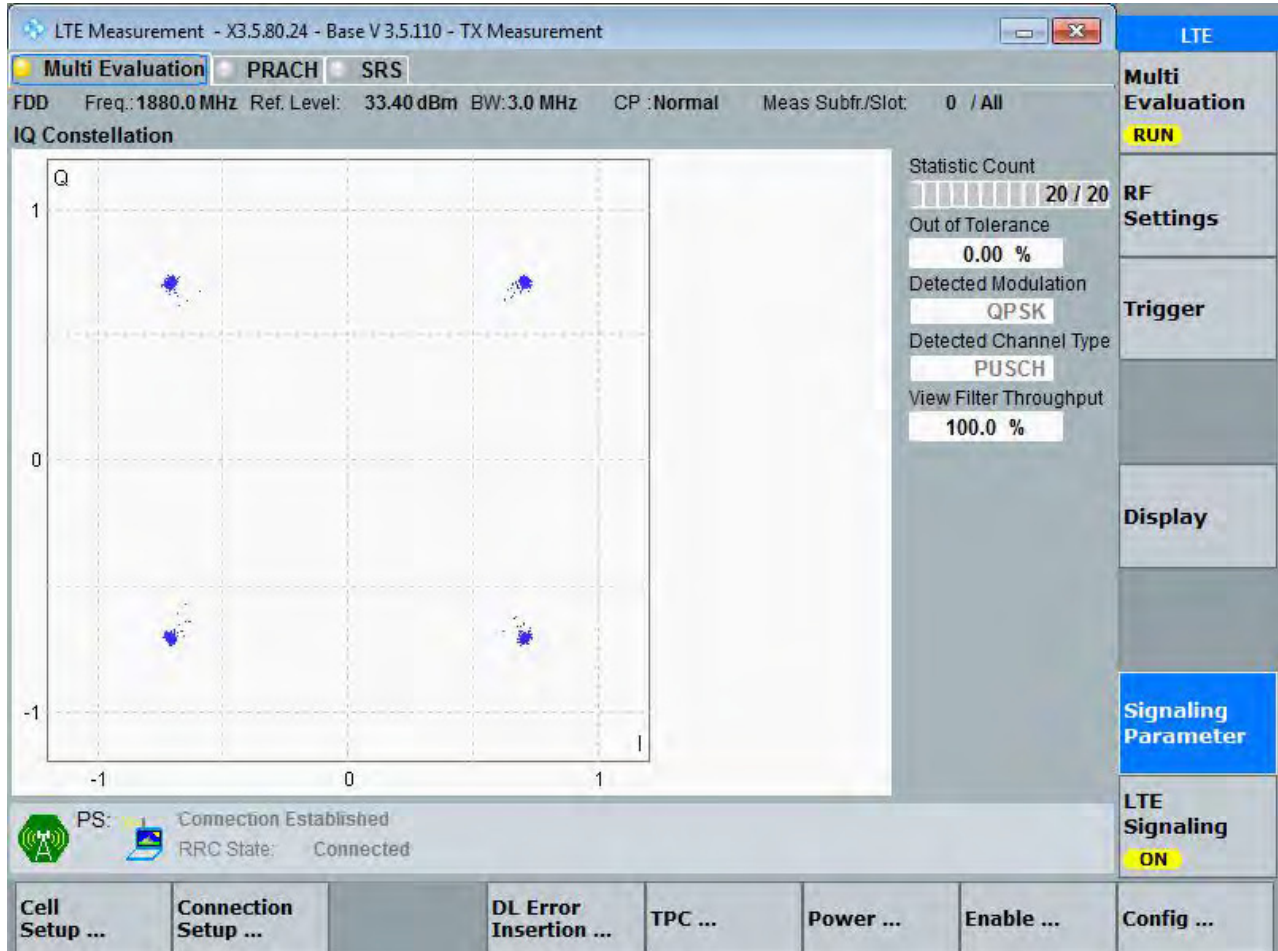 LTE Measurement - X3.5.80.24 - Base V 3.5.110 - TX Measurement
LTE
Multi Evaluation PRACH SRS
FDD Freq.: 1880.0 MHz Ref. Level: 33.40 dBm BW: 3.0 MHz CP : Normal Meas Subfr./Slot: 0 / All
IQ Constellation
Q
1
0
-1
I
-1 0 1
Statistic Count
20 / 20
Out of Tolerance
0.00 %
Detected Modulation
QPSK
Detected Channel Type
PUSCH
View Filter Throughput
100.0 %
Multi
Evaluation
RUN
RF
Settings
Trigger
Display
Signaling
Parameter
LTE
Signaling
ON
PS: Connection Established
RRC State: Connected
Cell
Setup ...
Connection
Setup ...
DL Error
Insertion ...
TPC ...
Power ...
Enable ...
Config ...